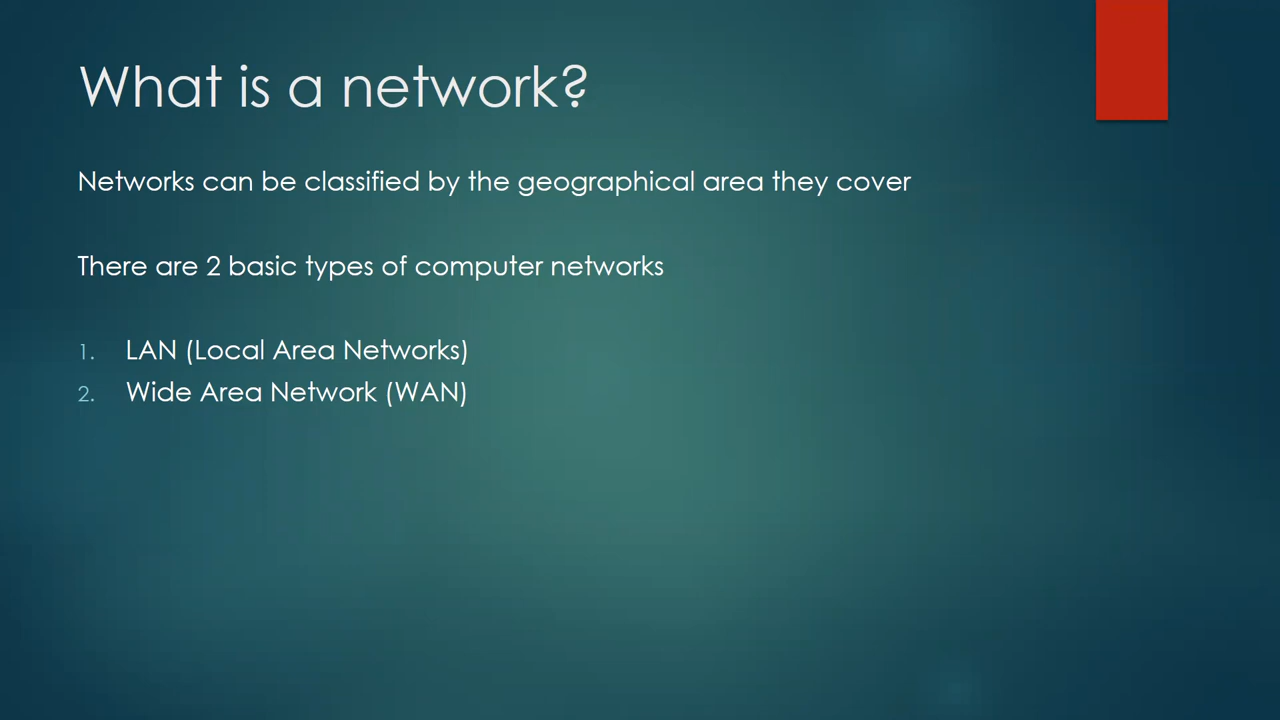 What is a network?
Networks can be classified by the geographical area they cover
There are 2 basic types of computer networks
1. LAN (Local Area Networks)
2. Wide Area Network (WAN)